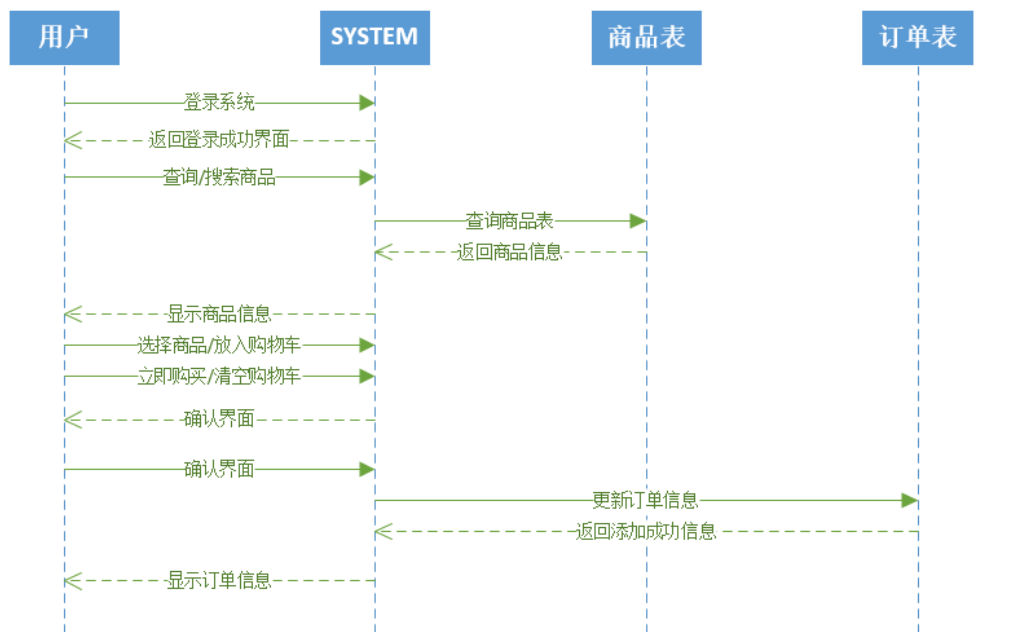 用户
SYSTEM
商品表
订单表
登录系统
返回登录成功界面
查询/搜索商品
查询商品表
返回商品信息
显示商品信息
选择商品/放入购物车
立即购买/清空购物车
确认界面
确认界面
更新订单信息
返回添加成功信息
显示订单信息